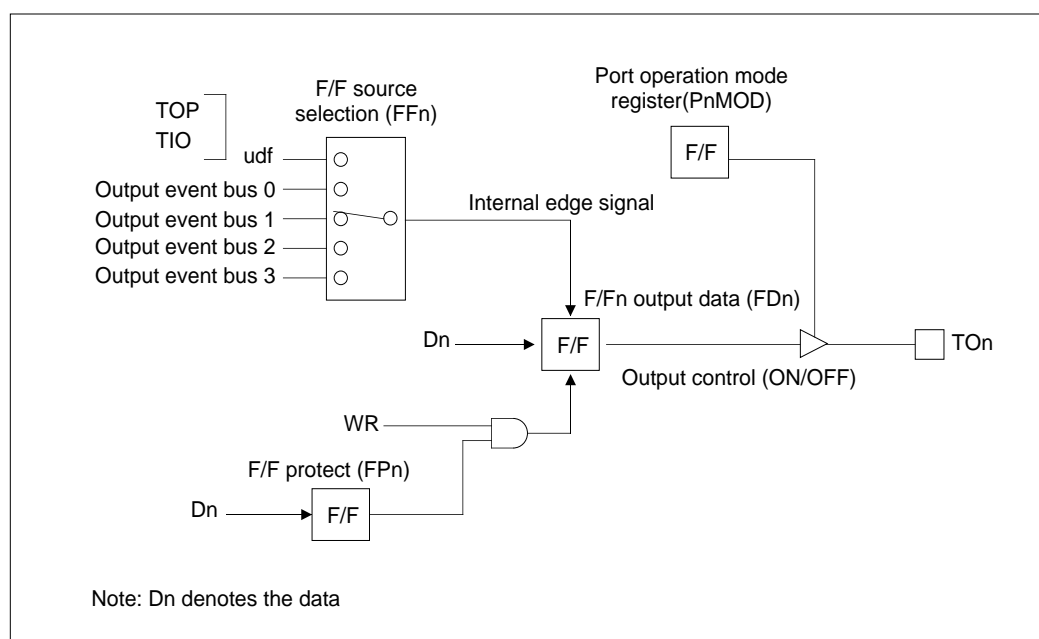 F/F source
selection (FFn)
Port operation mode
register(PnMOD)
TOP
TIO
udf
F/F
Output event bus 0
Output event bus 1
Output event bus 2
Output event bus 3
Internal edge signal
F/Fn output data (FDn)
Dn
F/F
TOn
Output control (ON/OFF)
WR
F/F protect (FPn)
Dn
F/F
Note: Dn denotes the data